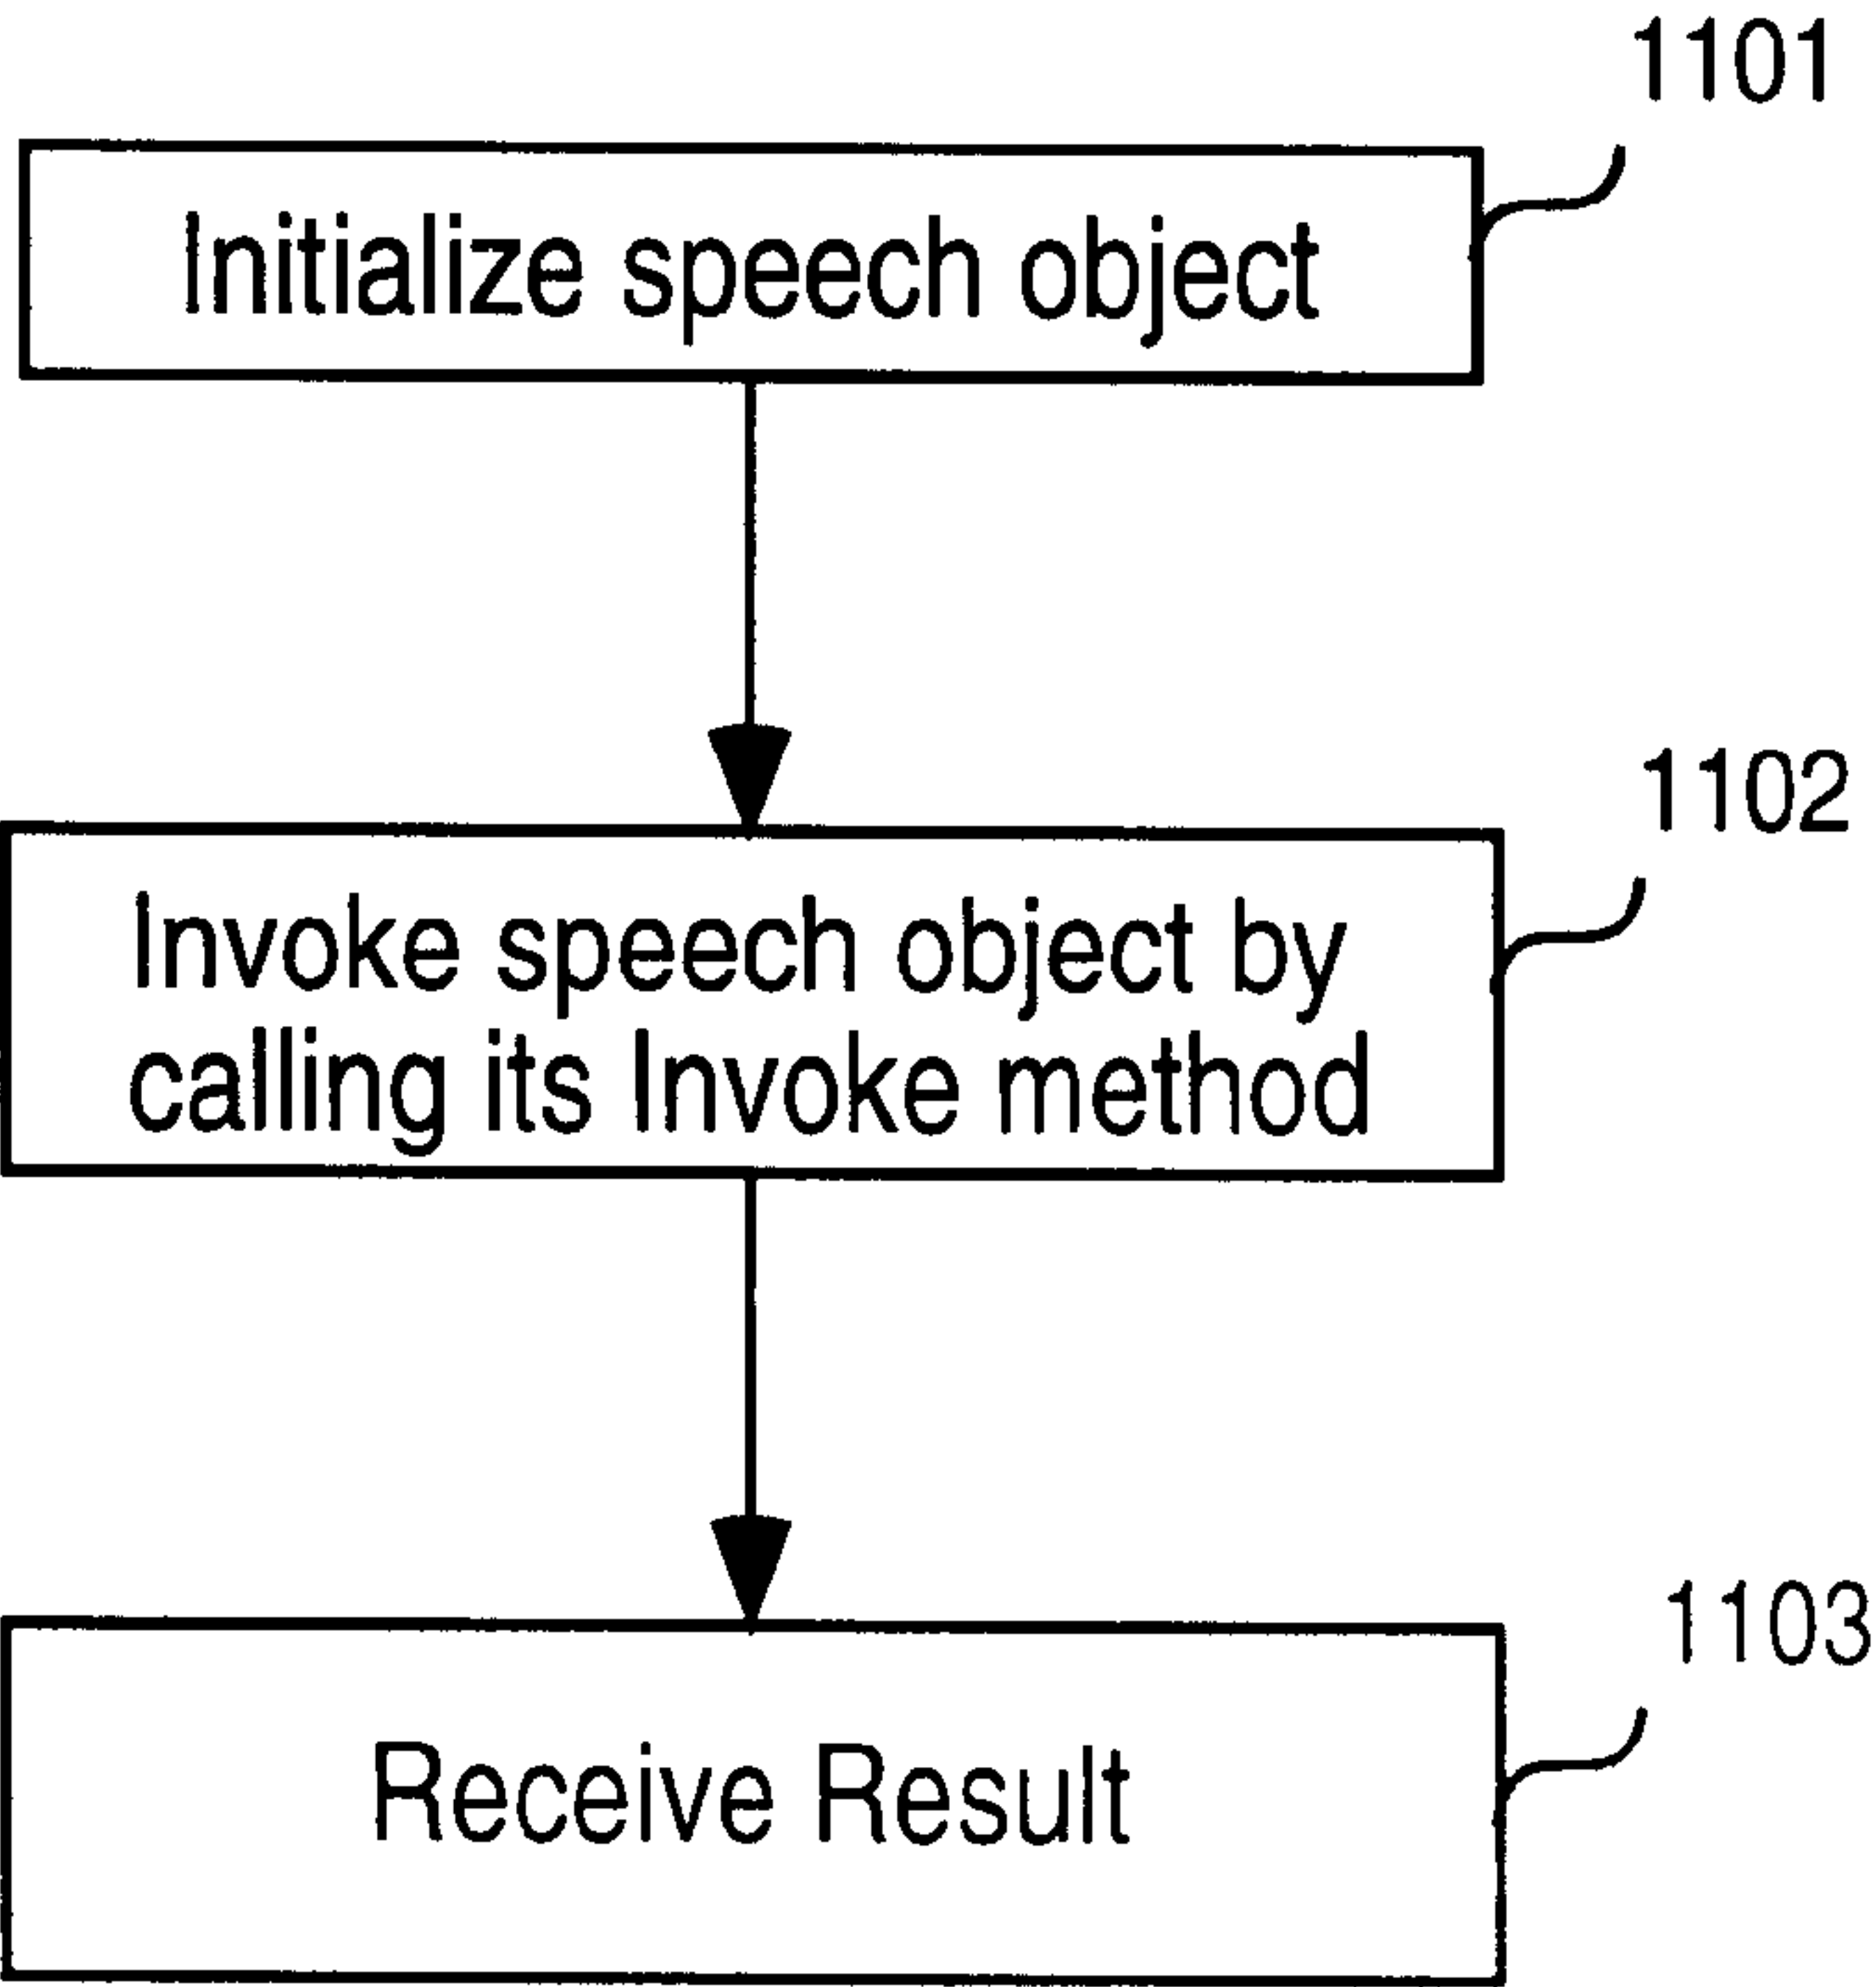 1101
Initialize speech object
1102
Invoke speech object by
calling its Invoke method
1103
Receive Result